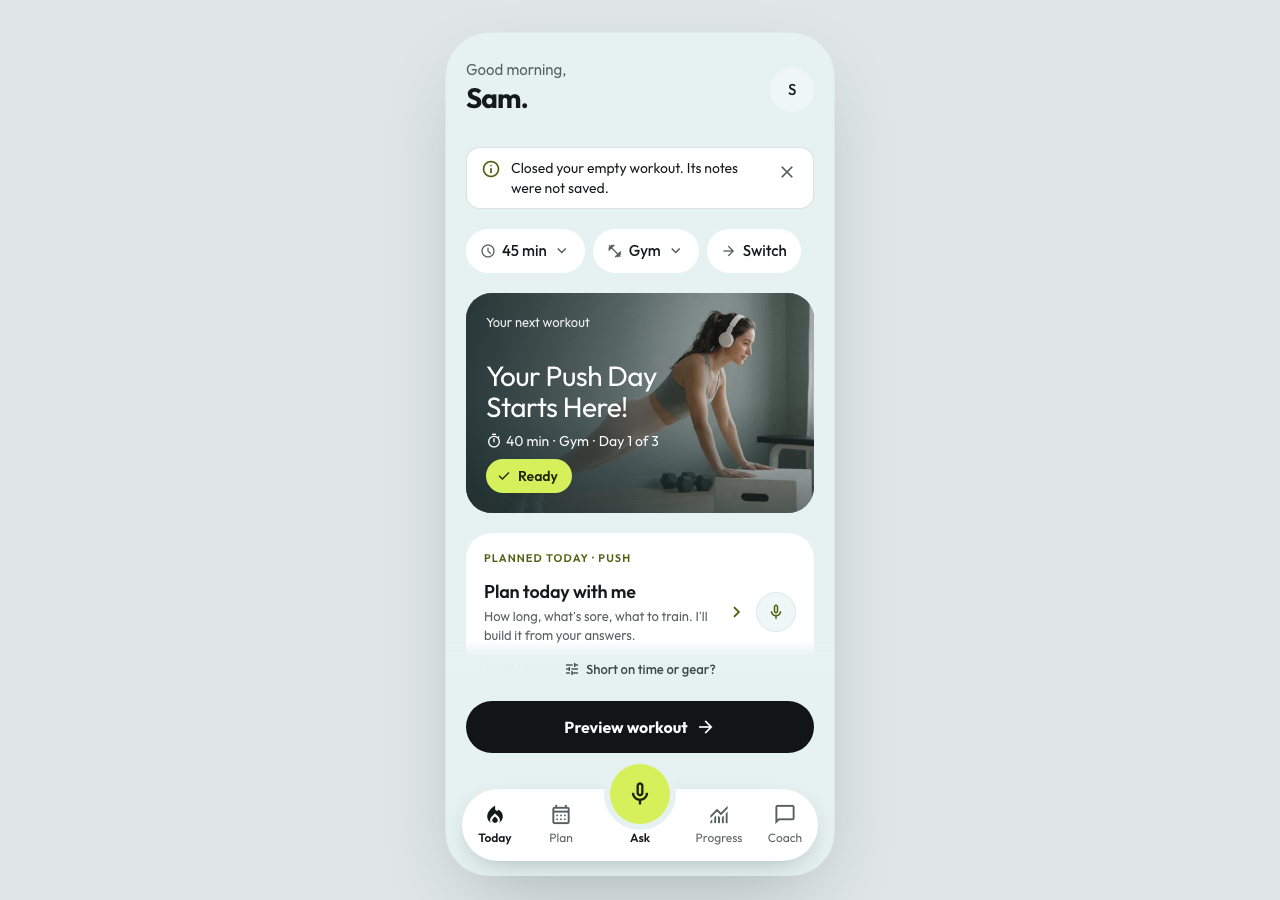 Good morning,
Sam.
S
Closed your empty workout. Its notes
were not saved.
45 min
Gym
Switch
Your next workout
Your Push Day
Starts Here!
40 min · Gym · Day 1 of 3
Ready
PLANNED TODAY · PUSH
Plan today with me
How long, what's sore, what to train. I'll
build it from your answers.
Short on time or gear?
Preview workout
Today
Plan
Ask
Progress
Coach